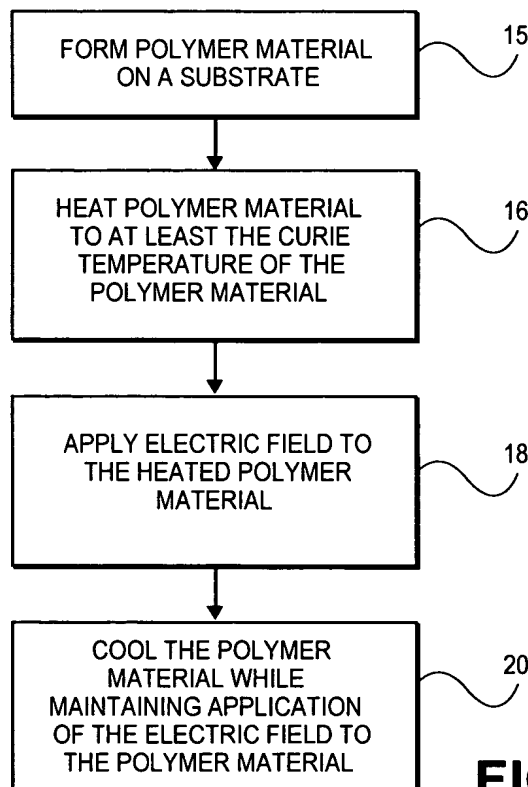 FORM POLYMER MATERIAL
ON A SUBSTRATE
15
HEAT POLYMER MATERIAL
TO AT LEAST THE CURIE
TEMPERATURE OF THE
POLYMER MATERIAL
16
APPLY ELECTRIC FIELD TO
THE HEATED POLYMER
MATERIAL
18
COOL THE POLYMER
MATERIAL WHILE
MAINTAINING APPLICATION
OF THE ELECTRIC FIELD TO
THE POLYMER MATERIAL
20